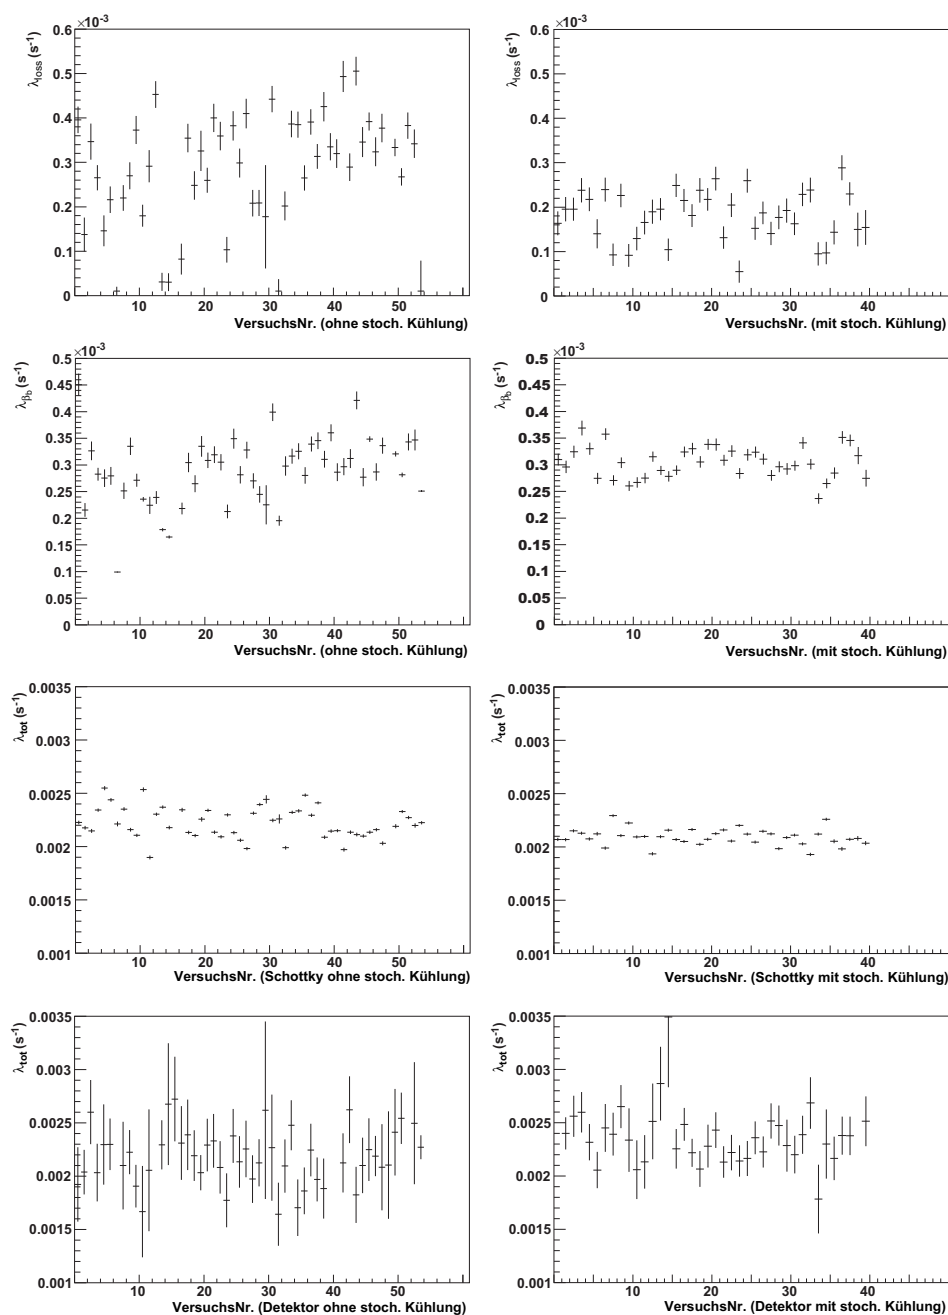 ×10⁻³ ×10⁻³
0.6 0.6
λloss (s⁻¹) λloss (s⁻¹)
0.5 0.5
0.4 0.4
0.3 0.3
0.2 0.2
0.1 0.1
0 0
10 20 30 40 50 10 20 30 40
VersuchsNr. (ohne stoch. Kühlung) VersuchsNr. (mit stoch. Kühlung)
×10⁻³ ×10⁻³
0.5 0.5
λβb (s⁻¹) λβb (s⁻¹)
0.45 0.45
0.4 0.4
0.35 0.35
0.3 0.3
0.25 0.25
0.2 0.2
0.15 0.15
0.1 0.1
0.05 0.05
0 0
10 20 30 40 50 10 20 30 40
VersuchsNr. (ohne stoch. Kühlung) VersuchsNr. (mit stoch. Kühlung)
0.0035 0.0035
λtot (s⁻¹) λtot (s⁻¹)
0.003 0.003
0.0025 0.0025
0.002 0.002
0.0015 0.0015
0.001 0.001
10 20 30 40 50 10 20 30 40
VersuchsNr. (Schottky ohne stoch. Kühlung) VersuchsNr. (Schottky mit stoch. Kühlung)
0.0035 0.0035
λtot (s⁻¹) λtot (s⁻¹)
0.003 0.003
0.0025 0.0025
0.002 0.002
0.0015 0.0015
0.001 0.001
10 20 30 40 50 10 20 30 40
VersuchsNr. (Detektor ohne stoch. Kühlung) VersuchsNr. (Detektor mit stoch. Kühlung)